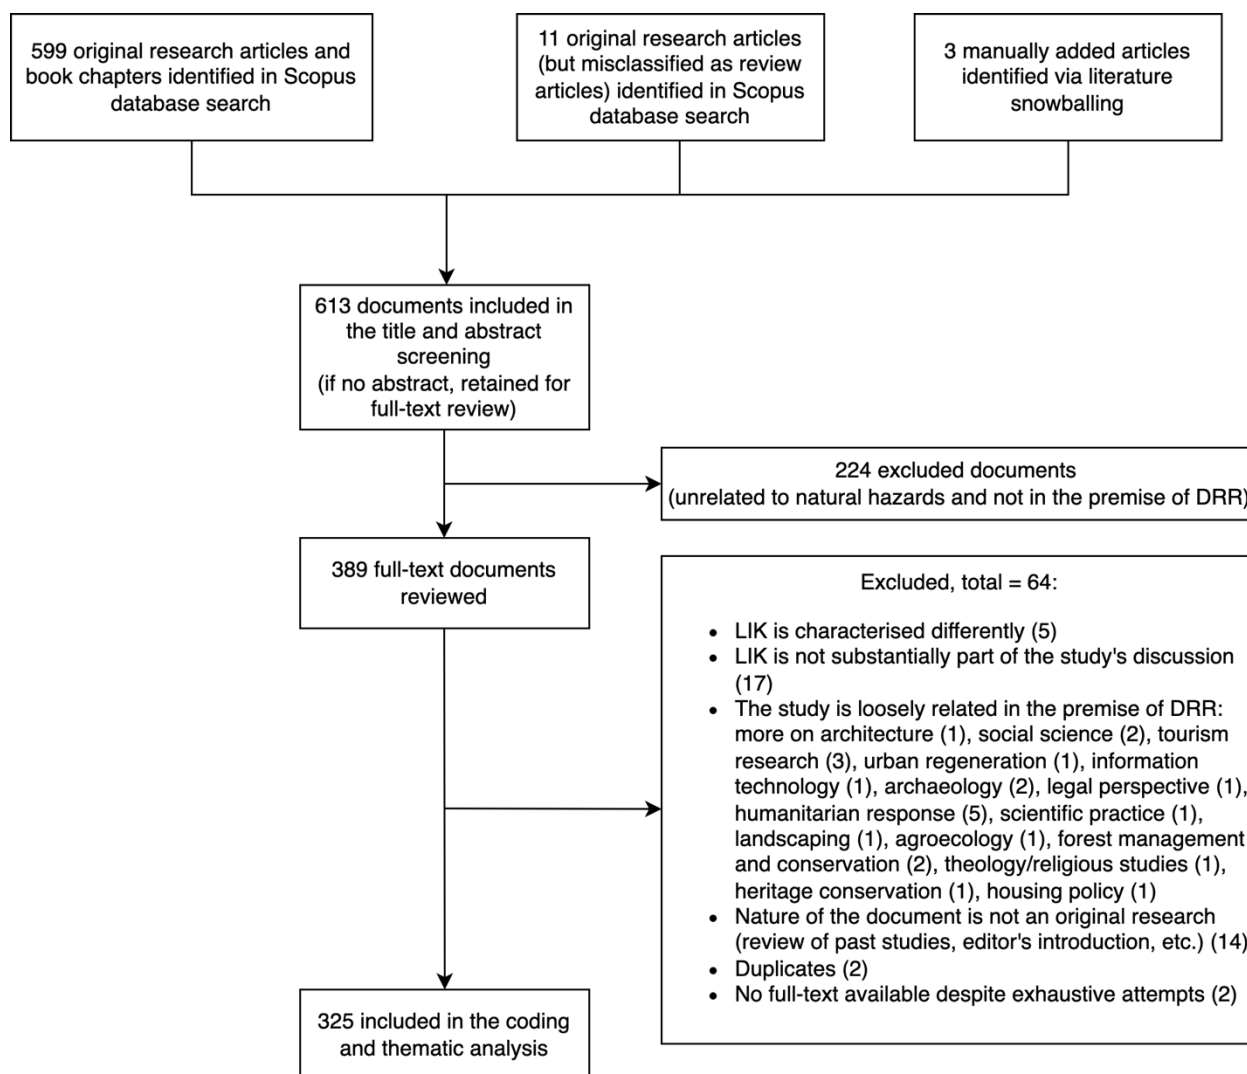 599 original research articles and
book chapters identified in Scopus
database search
11 original research articles
(but misclassified as review
articles) identified in Scopus
database search
3 manually added articles
identified via literature
snowballing
613 documents included in
the title and abstract
screening
(if no abstract, retained for
full-text review)
224 excluded documents
(unrelated to natural hazards and not in the premise of DRR)
389 full-text documents
reviewed
Excluded, total = 64:
• LIK is characterised differently (5)
• LIK is not substantially part of the study's discussion
(17)
• The study is loosely related in the premise of DRR:
more on architecture (1), social science (2), tourism
research (3), urban regeneration (1), information
technology (1), archaeology (2), legal perspective (1),
humanitarian response (5), scientific practice (1),
landscaping (1), agroecology (1), forest management
and conservation (2), theology/religious studies (1),
heritage conservation (1), housing policy (1)
• Nature of the document is not an original research
(review of past studies, editor's introduction, etc.) (14)
• Duplicates (2)
• No full-text available despite exhaustive attempts (2)
325 included in the coding
and thematic analysis